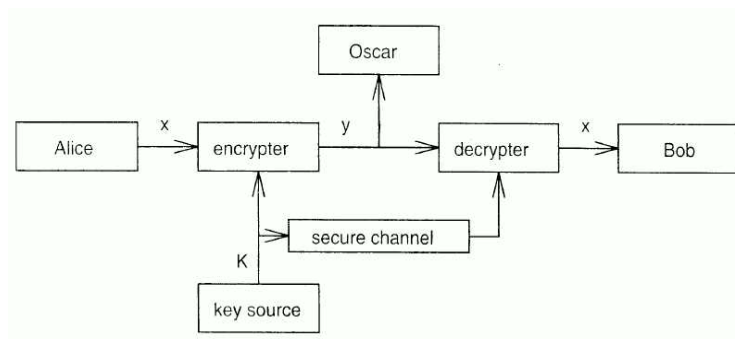 Oscar
x
y
x
Alice
encrypter
decrypter
Bob
secure channel
K
key source